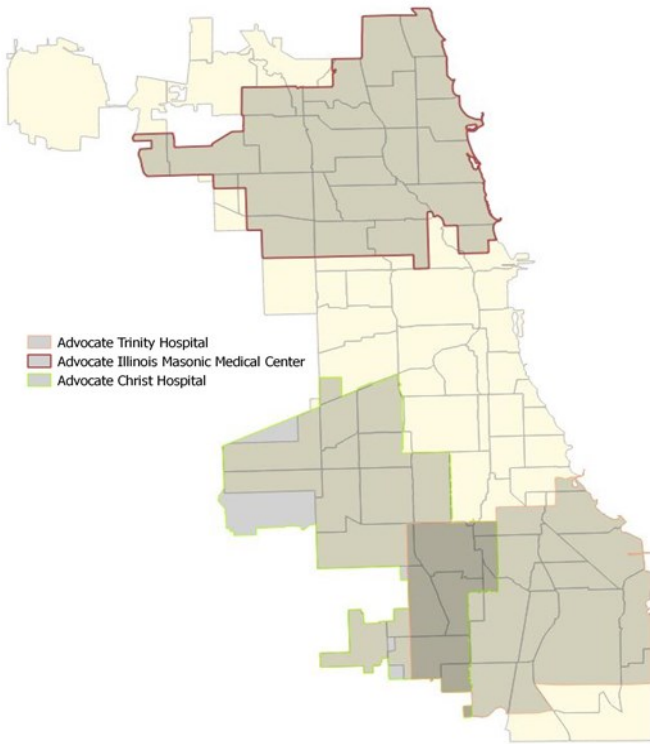 Advocate Trinity Hospital
Advocate Illinois Masonic Medical Center
Advocate Christ Hospital